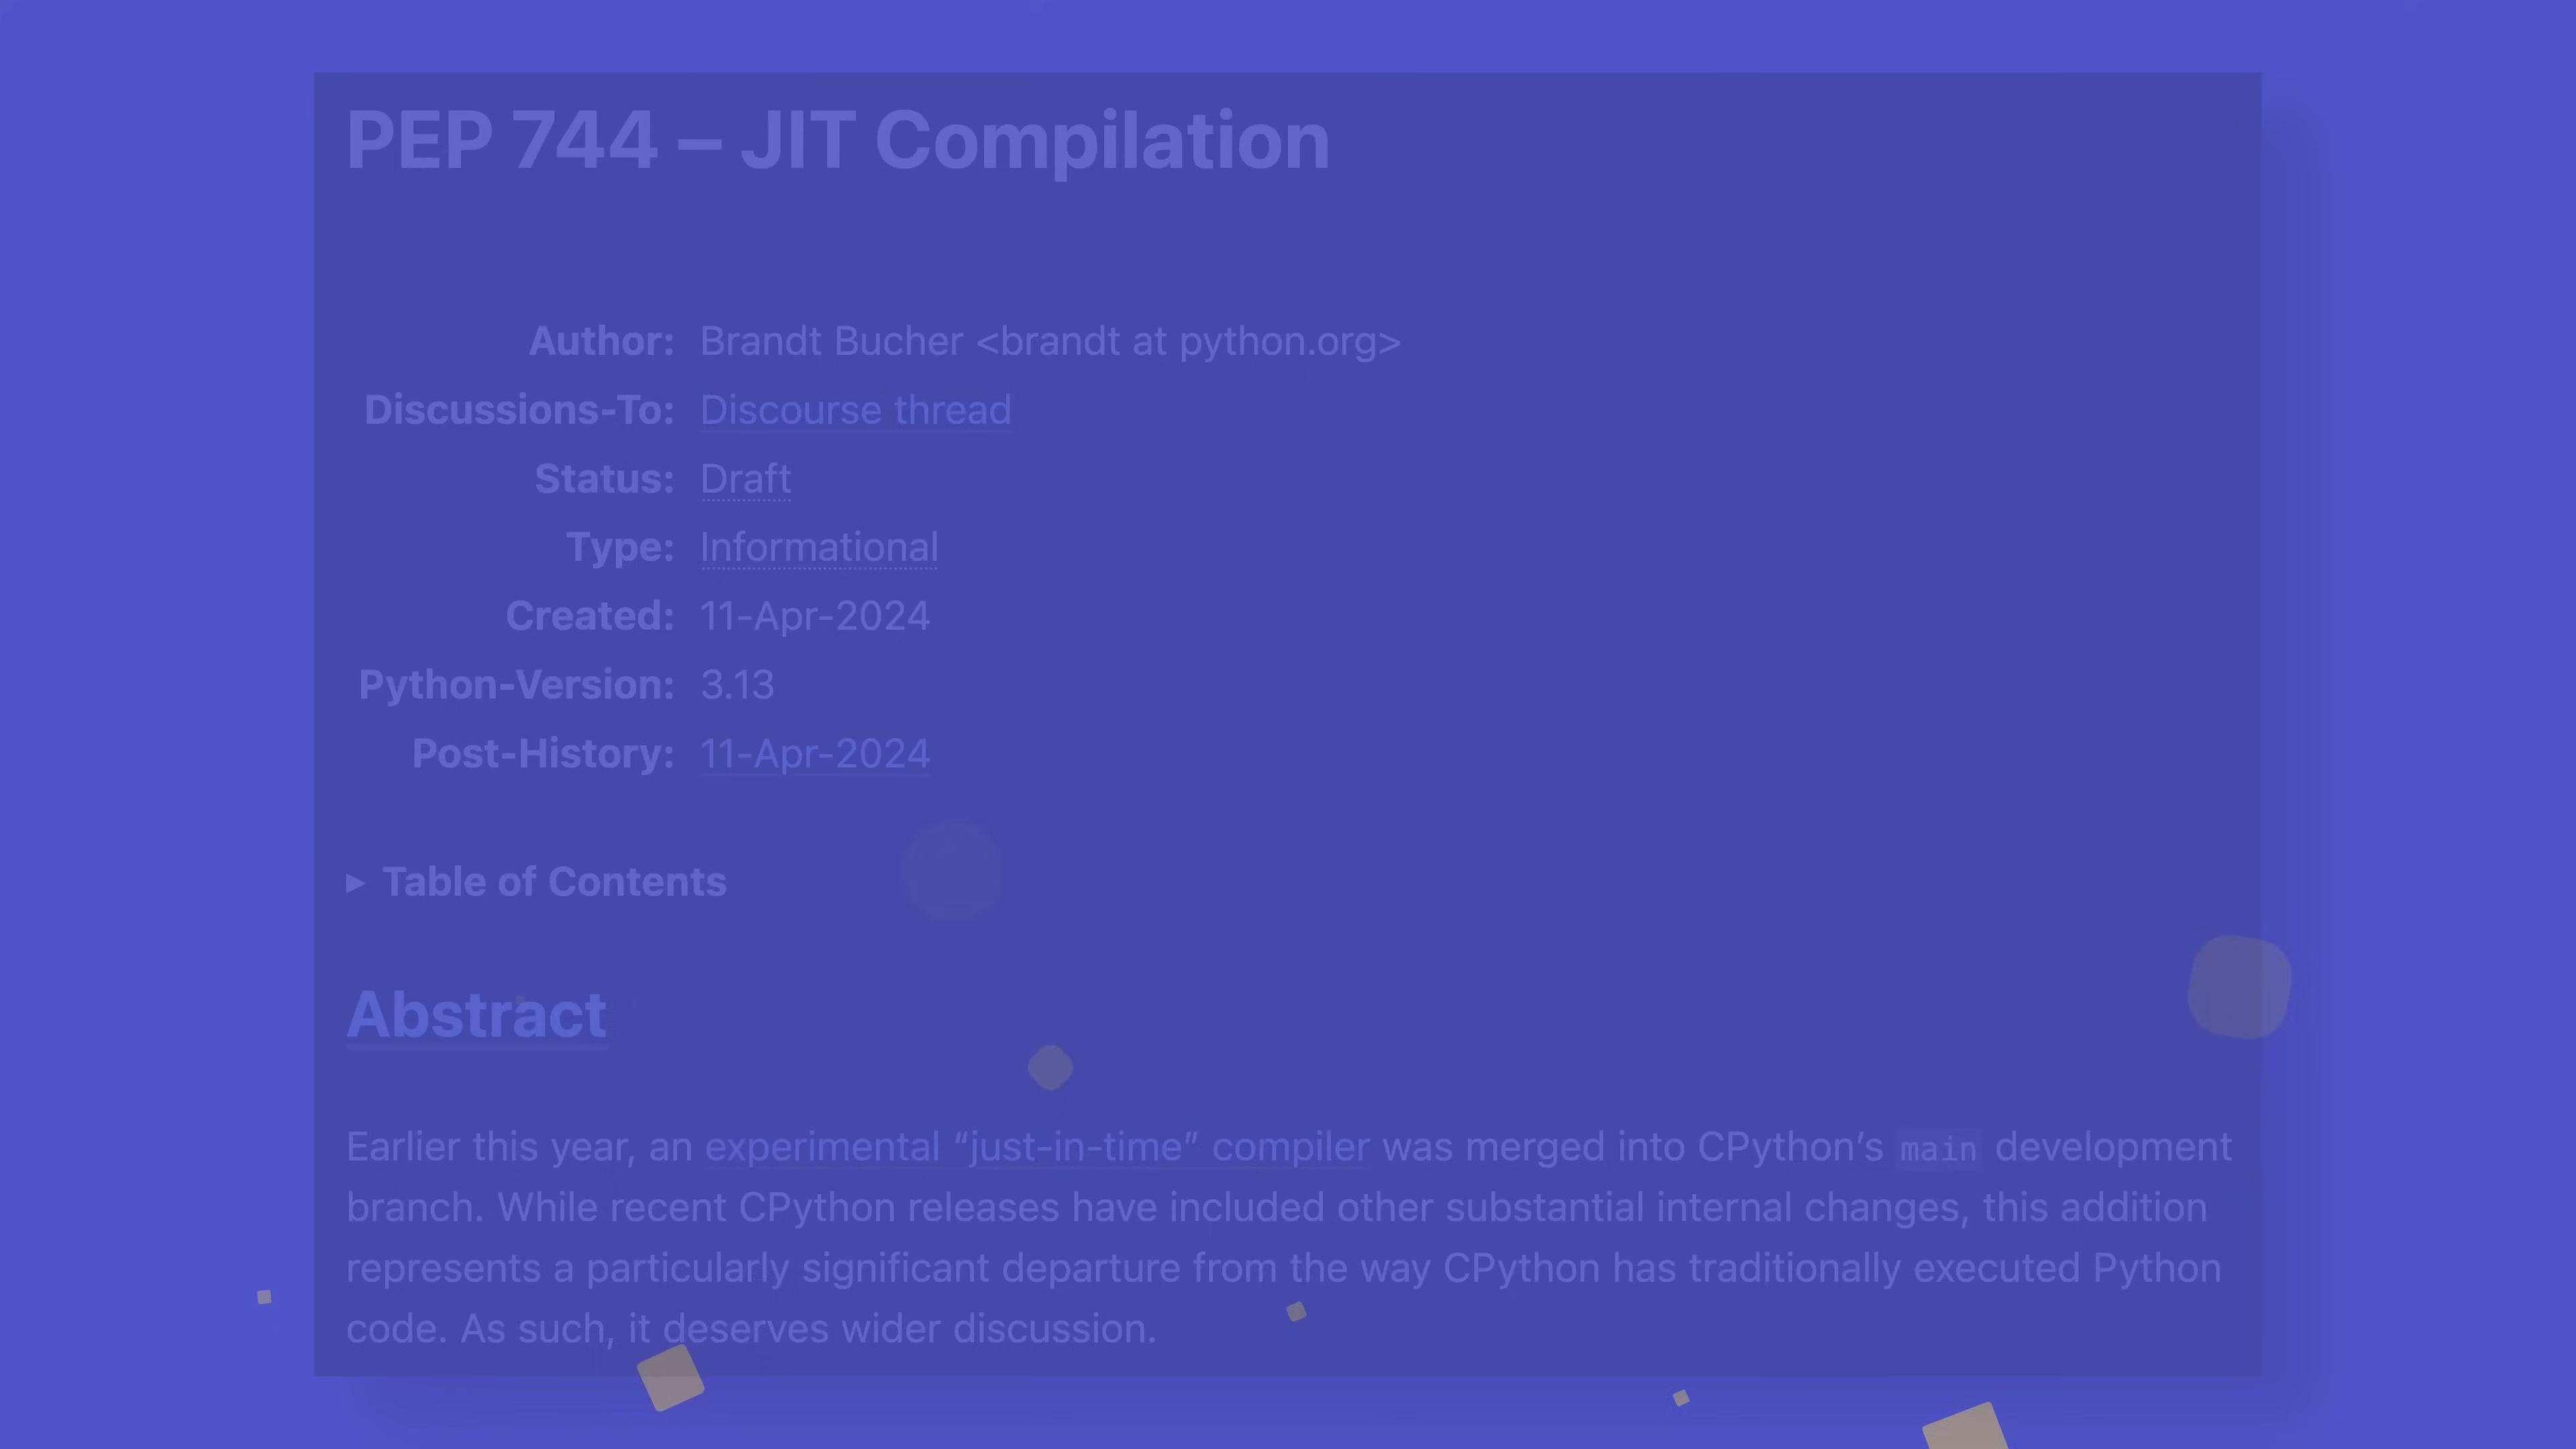 PEP 744 – JIT Compilation
Author: Brandt Bucher <brandt at python.org>
Discussions-To: Discourse thread
Status: Draft
Type: Informational
Created: 11-Apr-2024
Python-Version: 3.13
Post-History: 11-Apr-2024
▶ Table of Contents
Abstract
Earlier this year, an experimental “just-in-time” compiler was merged into CPython’s main development
branch. While recent CPython releases have included other substantial internal changes, this addition
represents a particularly significant departure from the way CPython has traditionally executed Python
code. As such, it deserves wider discussion.